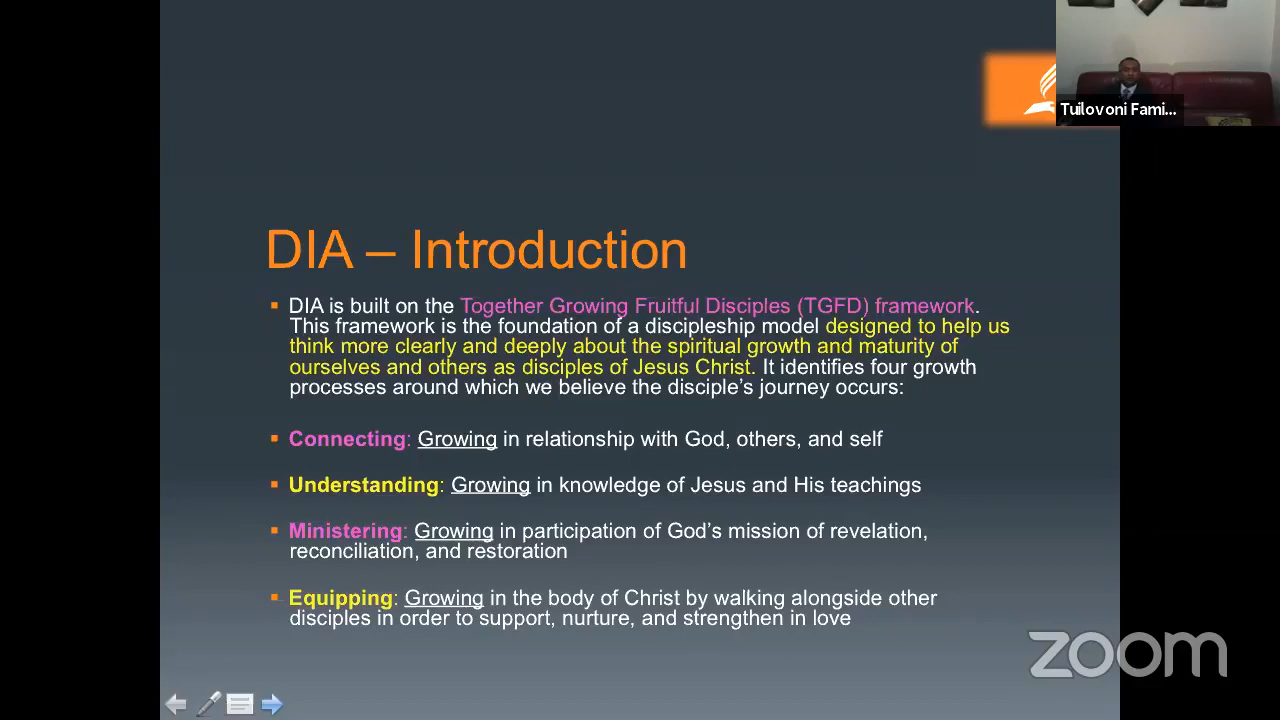 Tuilovoni Fami...
DIA – Introduction
DIA is built on the Together Growing Fruitful Disciples (TGFD) framework.
This framework is the foundation of a discipleship model designed to help us
think more clearly and deeply about the spiritual growth and maturity of
ourselves and others as disciples of Jesus Christ. It identifies four growth
processes around which we believe the disciple's journey occurs:
Connecting: Growing in relationship with God, others, and self
Understanding: Growing in knowledge of Jesus and His teachings
Ministering: Growing in participation of God's mission of revelation,
reconciliation, and restoration
Equipping: Growing in the body of Christ by walking alongside other
disciples in order to support, nurture, and strengthen in love
zoom